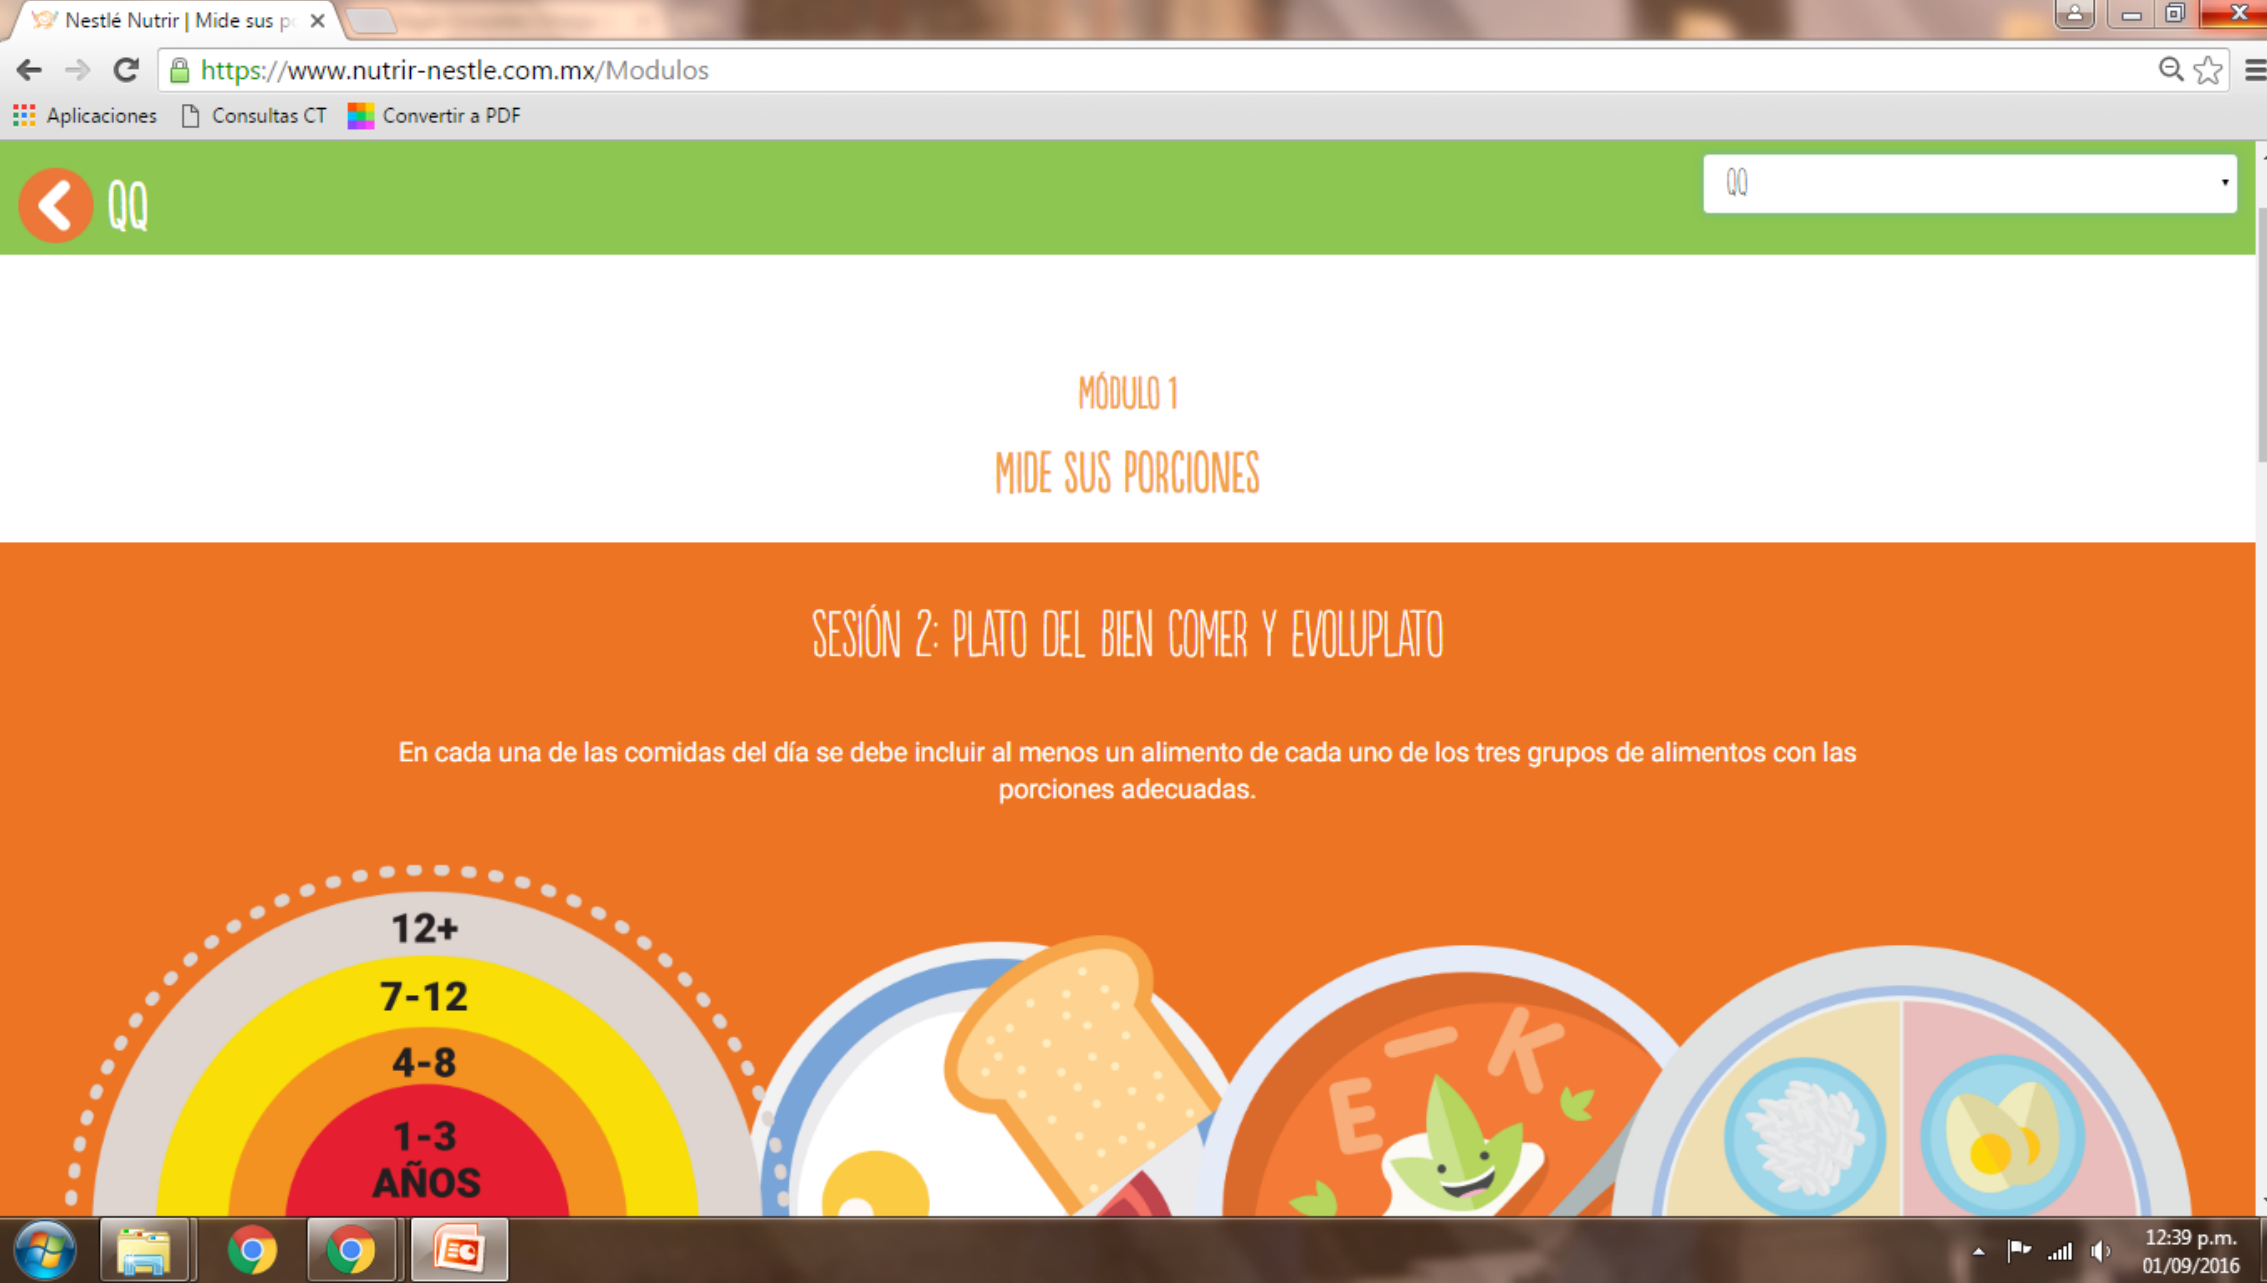 Nestlé Nutrir | Mide sus p
https://www.nutrir-nestle.com.mx/Modulos
Aplicaciones Consultas CT Convertir a PDF
QQ
QQ
MÓDULO 1
MIDE SUS PORCIONES
SESIÓN 2: PLATO DEL BIEN COMER Y EVOLUPLATO
En cada una de las comidas del día se debe incluir al menos un alimento de cada uno de los tres grupos de alimentos con las
porciones adecuadas.
12+
7-12
4-8
1-3
AÑOS
E
K
12:39 p.m.
01/09/2016